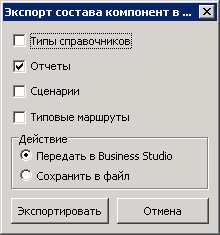 Экспорт состава компонент в ...
Типы справочников
Отчеты
Сценарии
Типовые маршруты
Действие
Передать в Business Studio
Сохранить в файл
Экспортировать
Отмена